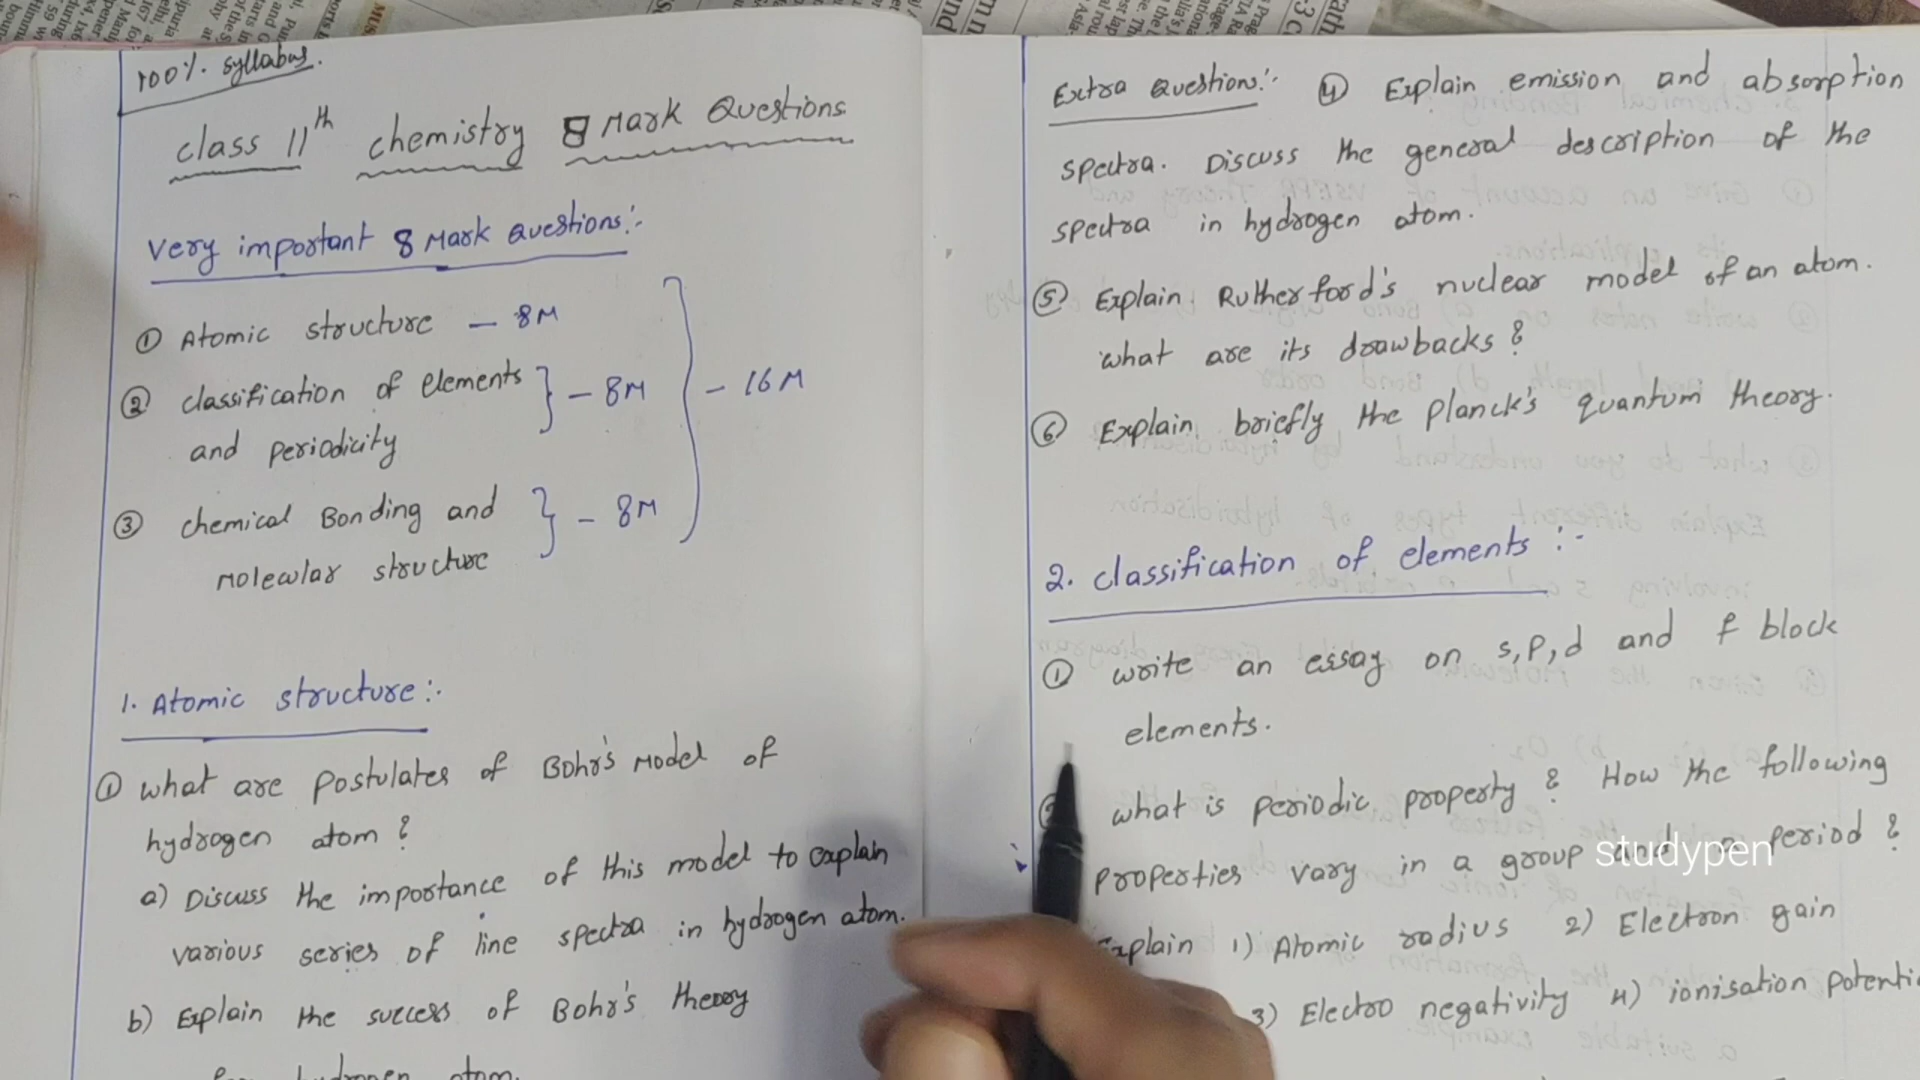 100%. syllabus.
class 11th chemistry 8 Mark Questions
very important 8 Mark Questions:-
① Atomic structure - 8M
② classification of elements
and periodicity } - 8M
③ chemical Bonding and
molecular structure } - 8M
} - 16M
1. Atomic structure:-
① what are postulates of Bohr's model of
hydrogen atom ?
a) Discuss the importance of this model to explain
various series of line spectra in hydrogen atom.
b) Explain the success of Bohr's theory
hydrogen atom.
Extra Questions:- ④ Explain emission and absorption
spectra. Discuss the general description of the
spectra in hydrogen atom.
⑤ Explain Rutherford's nuclear model of an atom.
what are its drawbacks ?
⑥ Explain briefly the Planck's quantum theory.
2. classification of elements :-
① write an essay on s, p, d and f block
elements.
what is periodic property ? How the following
properties vary in a group and a period ?
Explain 1) Atomic radius 2) Electron gain
3) Electro negativity 4) ionisation
studypen